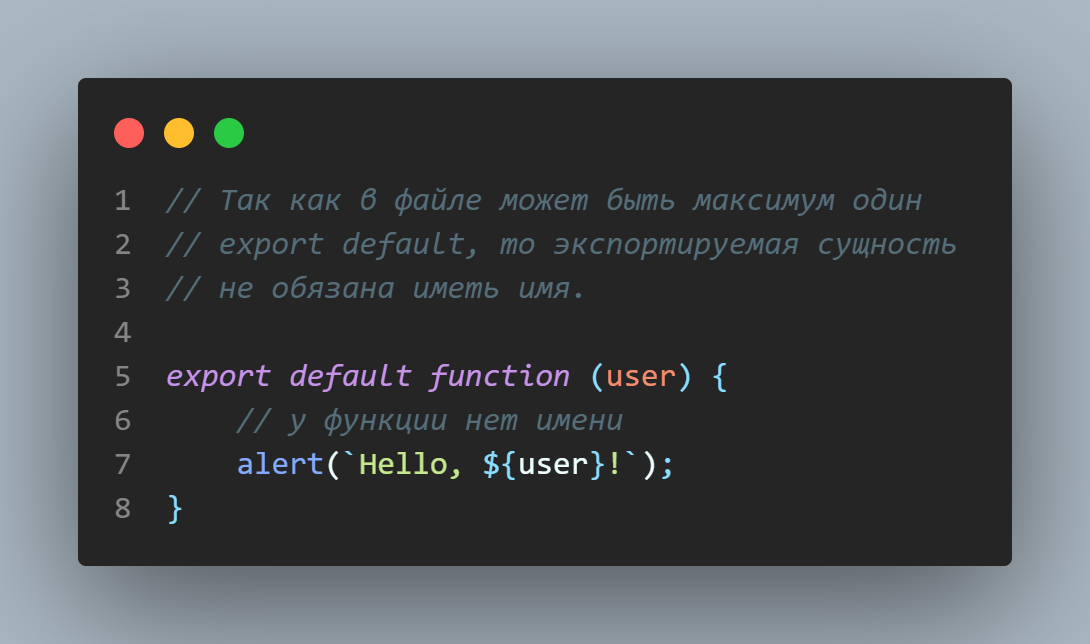 1 // Так как в файле может быть максимум один
2 // export default, то экспортируемая сущность
3 // не обязана иметь имя.
4
5 export default function (user) {
6     // у функции нет имени
7     alert(`Hello, ${user}!`);
8 }